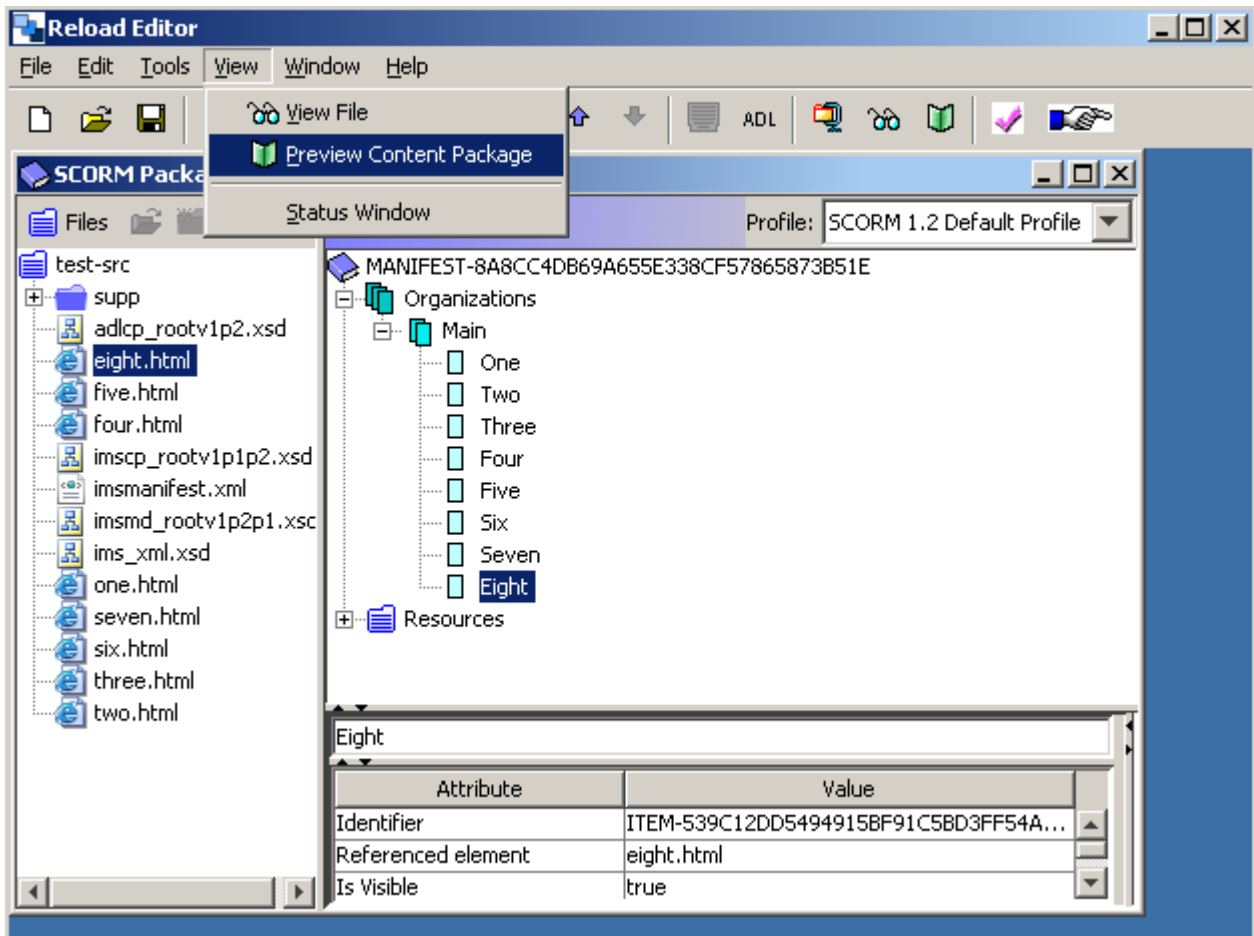 Reload Editor
File Edit Tools View Window Help
View File
Preview Content Package
Status Window
ADL
SCORM Packa
Files
Profile: SCORM 1.2 Default Profile
test-src
supp
adlcp_rootv1p2.xsd
eight.html
five.html
four.html
imscp_rootv1p1p2.xsd
imsmanifest.xml
imsmd_rootv1p2p1.xsc
ims_xml.xsd
one.html
seven.html
six.html
three.html
two.html
MANIFEST-8A8CC4DB69A655E338CF57865873B51E
Organizations
Main
One
Two
Three
Four
Five
Six
Seven
Eight
Resources
Eight
Attribute Value
Identifier ITEM-539C12DD5494915BF91C5BD3FF54A...
Referenced element eight.html
Is Visible true